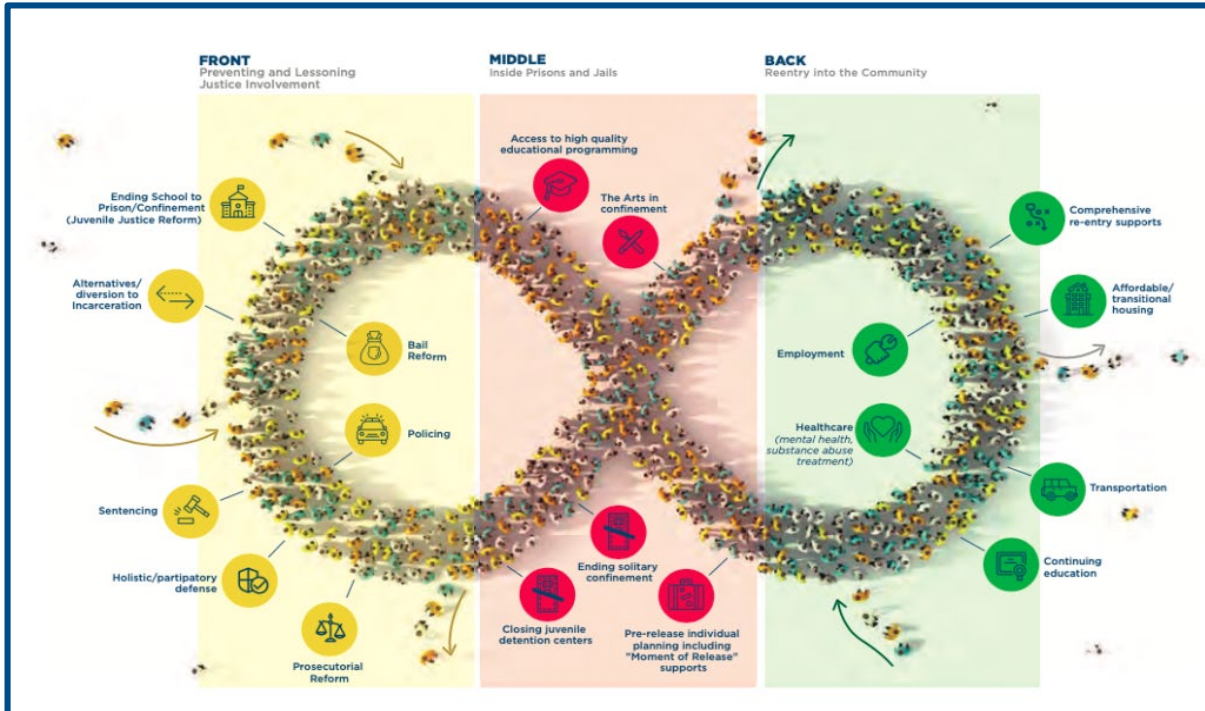 FRONT
Preventing and Lessoning
Justice Involvement
Ending School to
Prison/Confinement
(Juvenile Justice Reform)
Alternatives/
diversion to
Incarceration
Bail
Reform
Policing
Sentencing
Holistic/partipatory
defense
Prosecutorial
Reform
MIDDLE
Inside Prisons and Jails
Access to high quality
educational programming
The Arts in
confinement
Ending solitary
confinement
Closing juvenile
detention centers
Pre-release individual
planning including
"Moment of Release"
supports
BACK
Reentry into the Community
Comprehensive
re-entry supports
Affordable/
transitional
housing
Employment
Healthcare
(mental health,
substance abuse
treatment)
Transportation
Continuing
education